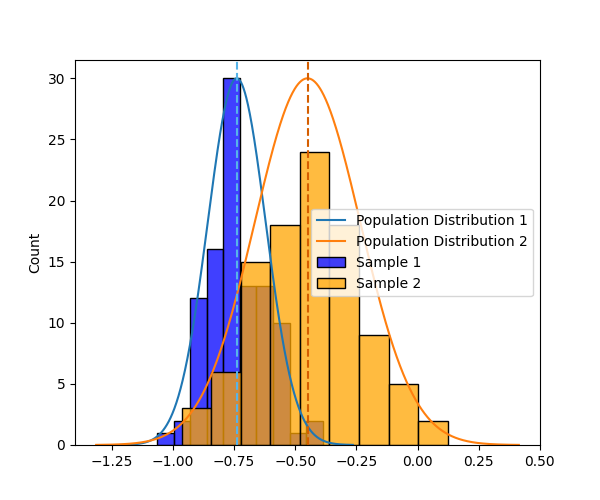 30
25
20
15
10
5
0
Count
Population Distribution 1
Population Distribution 2
Sample 1
Sample 2
−1.25 −1.00 −0.75 −0.50 −0.25 0.00 0.25 0.50